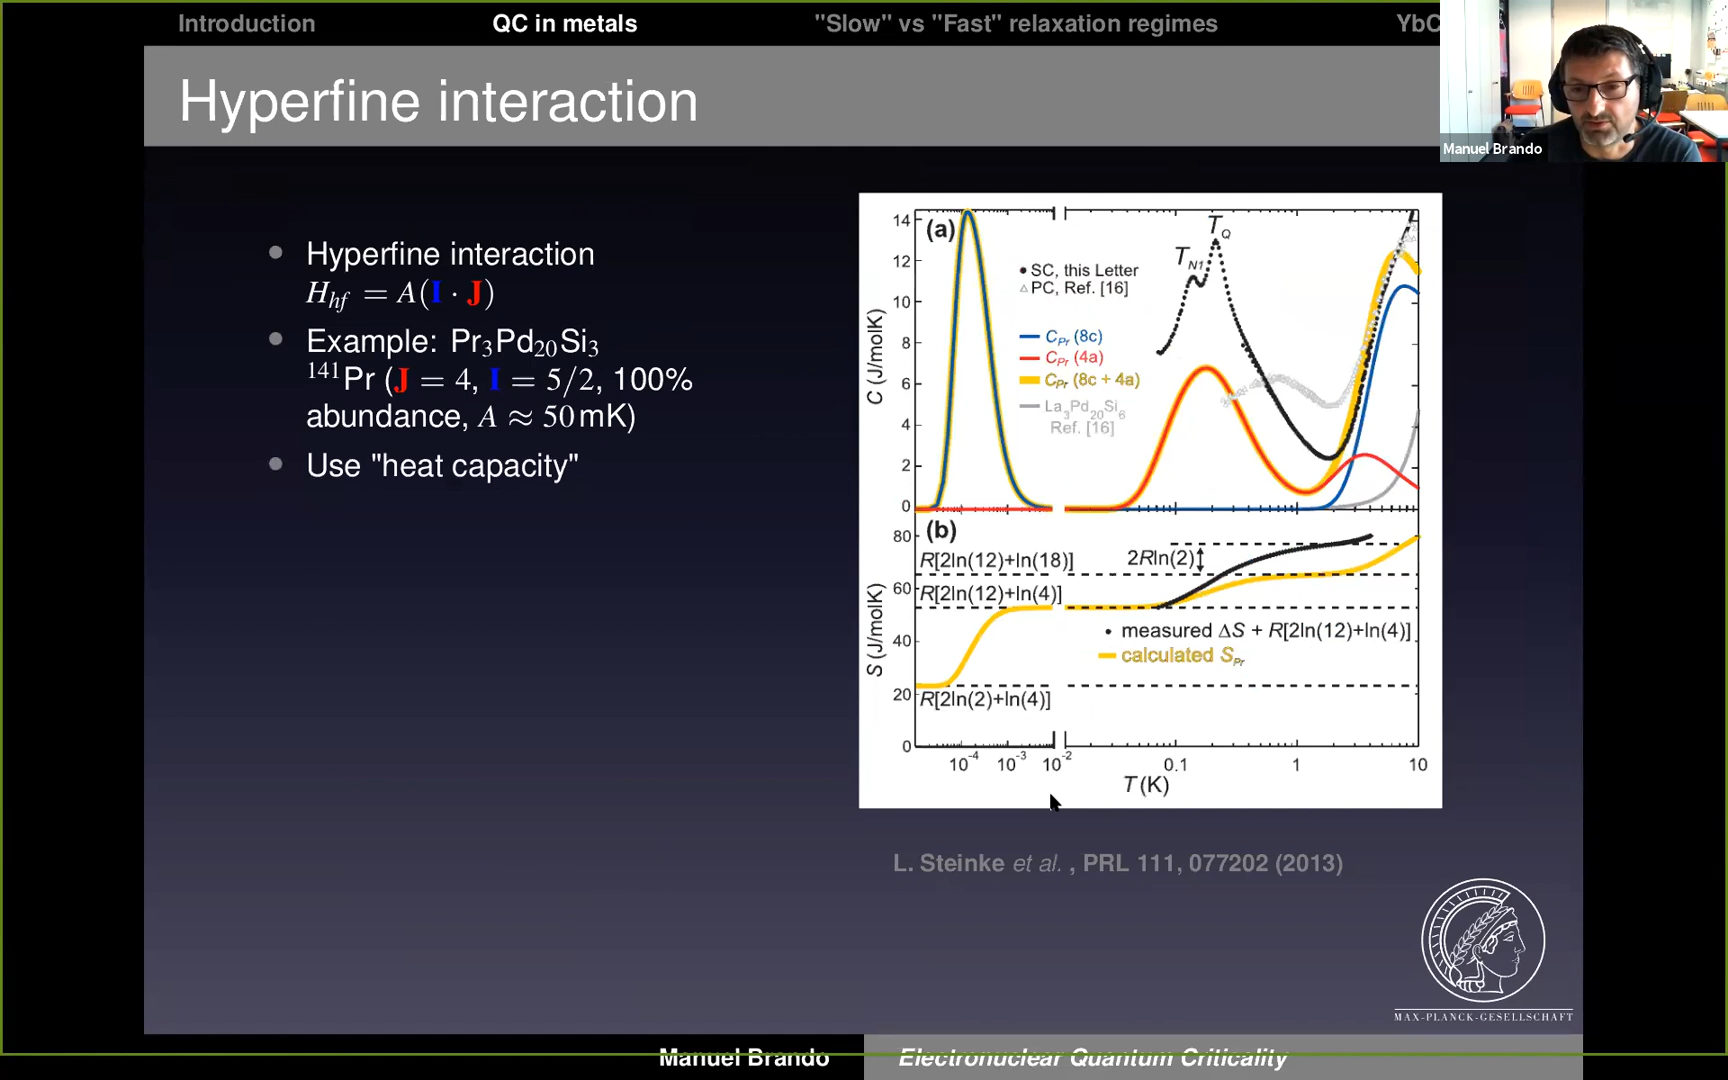 Introduction QC in metals "Slow" vs "Fast" relaxation regimes YbC
Hyperfine interaction
Manuel Brando
Hyperfine interaction
H_hf = A(I · J)
Example: Pr₃Pd₂₀Si₃
¹⁴¹Pr (J = 4, I = 5/2, 100%
abundance, A ≈ 50 mK)
Use "heat capacity"
(a)
T_Q
T_N1
• SC, this Letter
△ PC, Ref. [16]
C_Pr (8c)
C_Pr (4a)
C_Pr (8c + 4a)
La₃Pd₂₀Si₆
Ref. [16]
C (J/molK)
14
12
10
8
6
4
2
0
(b)
80
60
40
20
0
S (J/molK)
R[2ln(12)+ln(18)]
2Rln(2)
R[2ln(12)+ln(4)]
• measured ΔS + R[2ln(12)+ln(4)]
calculated S_Pr
R[2ln(2)+ln(4)]
10⁻⁴ 10⁻³ 10⁻² 0.1 1 10
T (K)
L. Steinke et al. , PRL 111, 077202 (2013)
MAX-PLANCK-GESELLSCHAFT
Manuel Brando Electronuclear Quantum Criticality